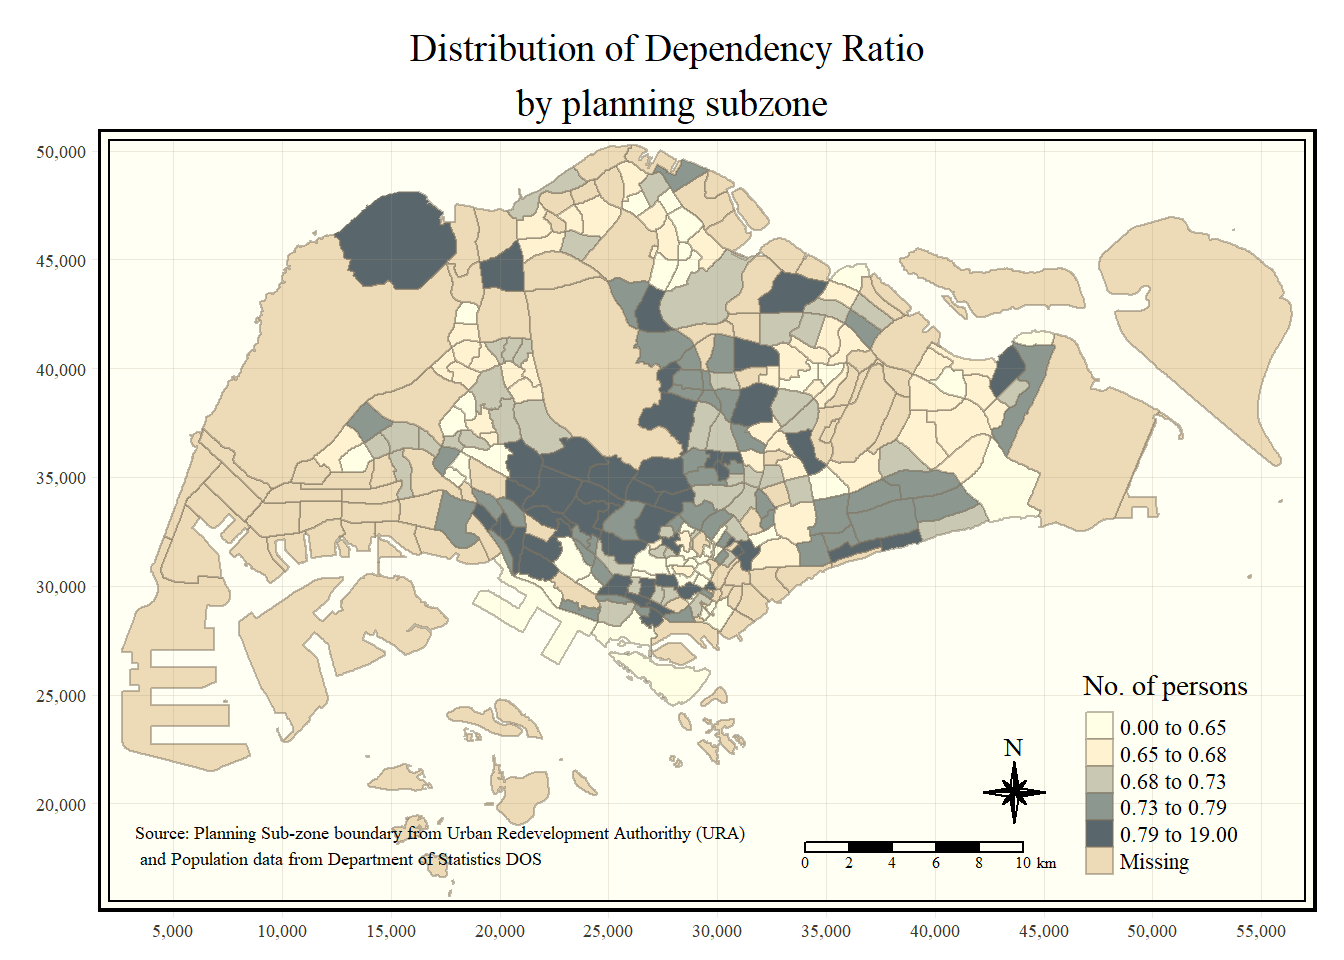 Distribution of Dependency Ratio
by planning subzone
50,000
45,000
40,000
35,000
30,000
25,000
20,000
No. of persons
0.00 to 0.65
0.65 to 0.68
0.68 to 0.73
0.73 to 0.79
0.79 to 19.00
Missing
N
0 2 4 6 8 10 km
Source: Planning Sub-zone boundary from Urban Redevelopment Authorithy (URA)
and Population data from Department of Statistics DOS
5,000 10,000 15,000 20,000 25,000 30,000 35,000 40,000 45,000 50,000 55,000